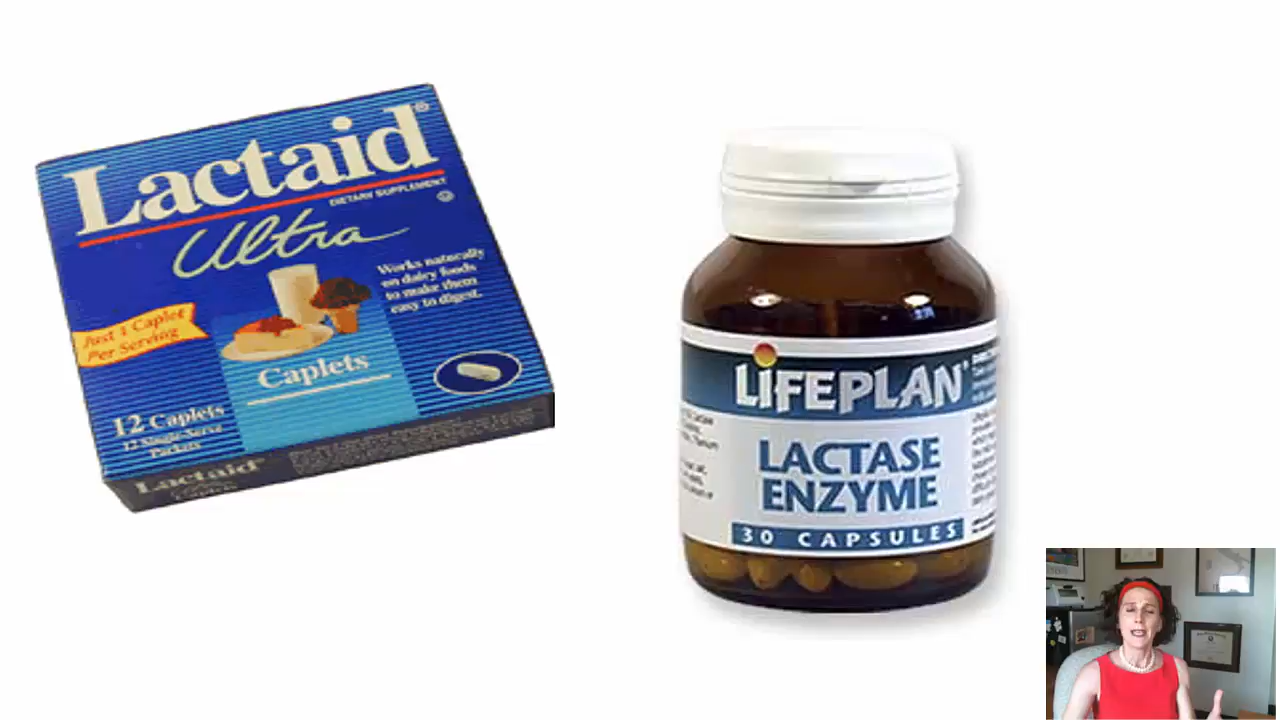 Lactaid®
DIETARY SUPPLEMENT
Ultra
Works naturally
on dairy foods
to make them
easy to digest.
Just 1 Caplet
Per Serving
Caplets
12 Caplets
12 Single-Serve
Packets
Lactaid
LIFEPLAN®
LACTASE
ENZYME
30 CAPSULES